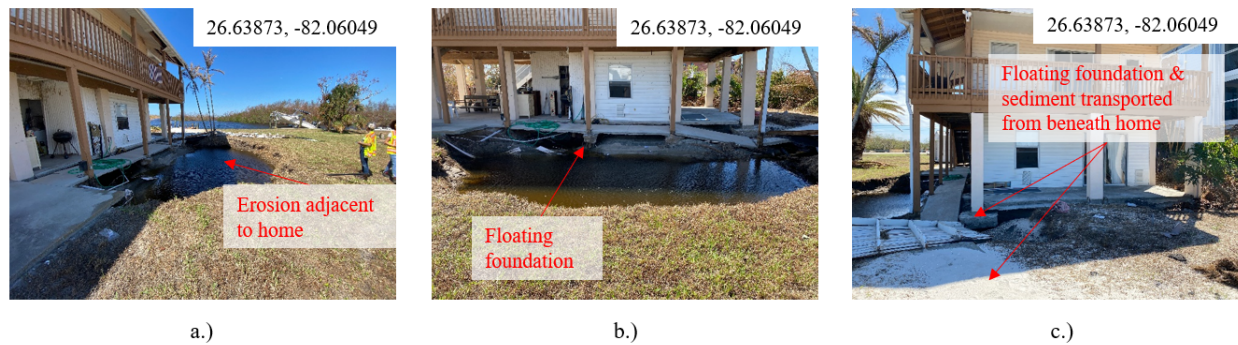 26.63873, -82.06049
Erosion adjacent
to home
a.)
26.63873, -82.06049
Floating
foundation
b.)
26.63873, -82.06049
Floating foundation &
sediment transported
from beneath home
c.)